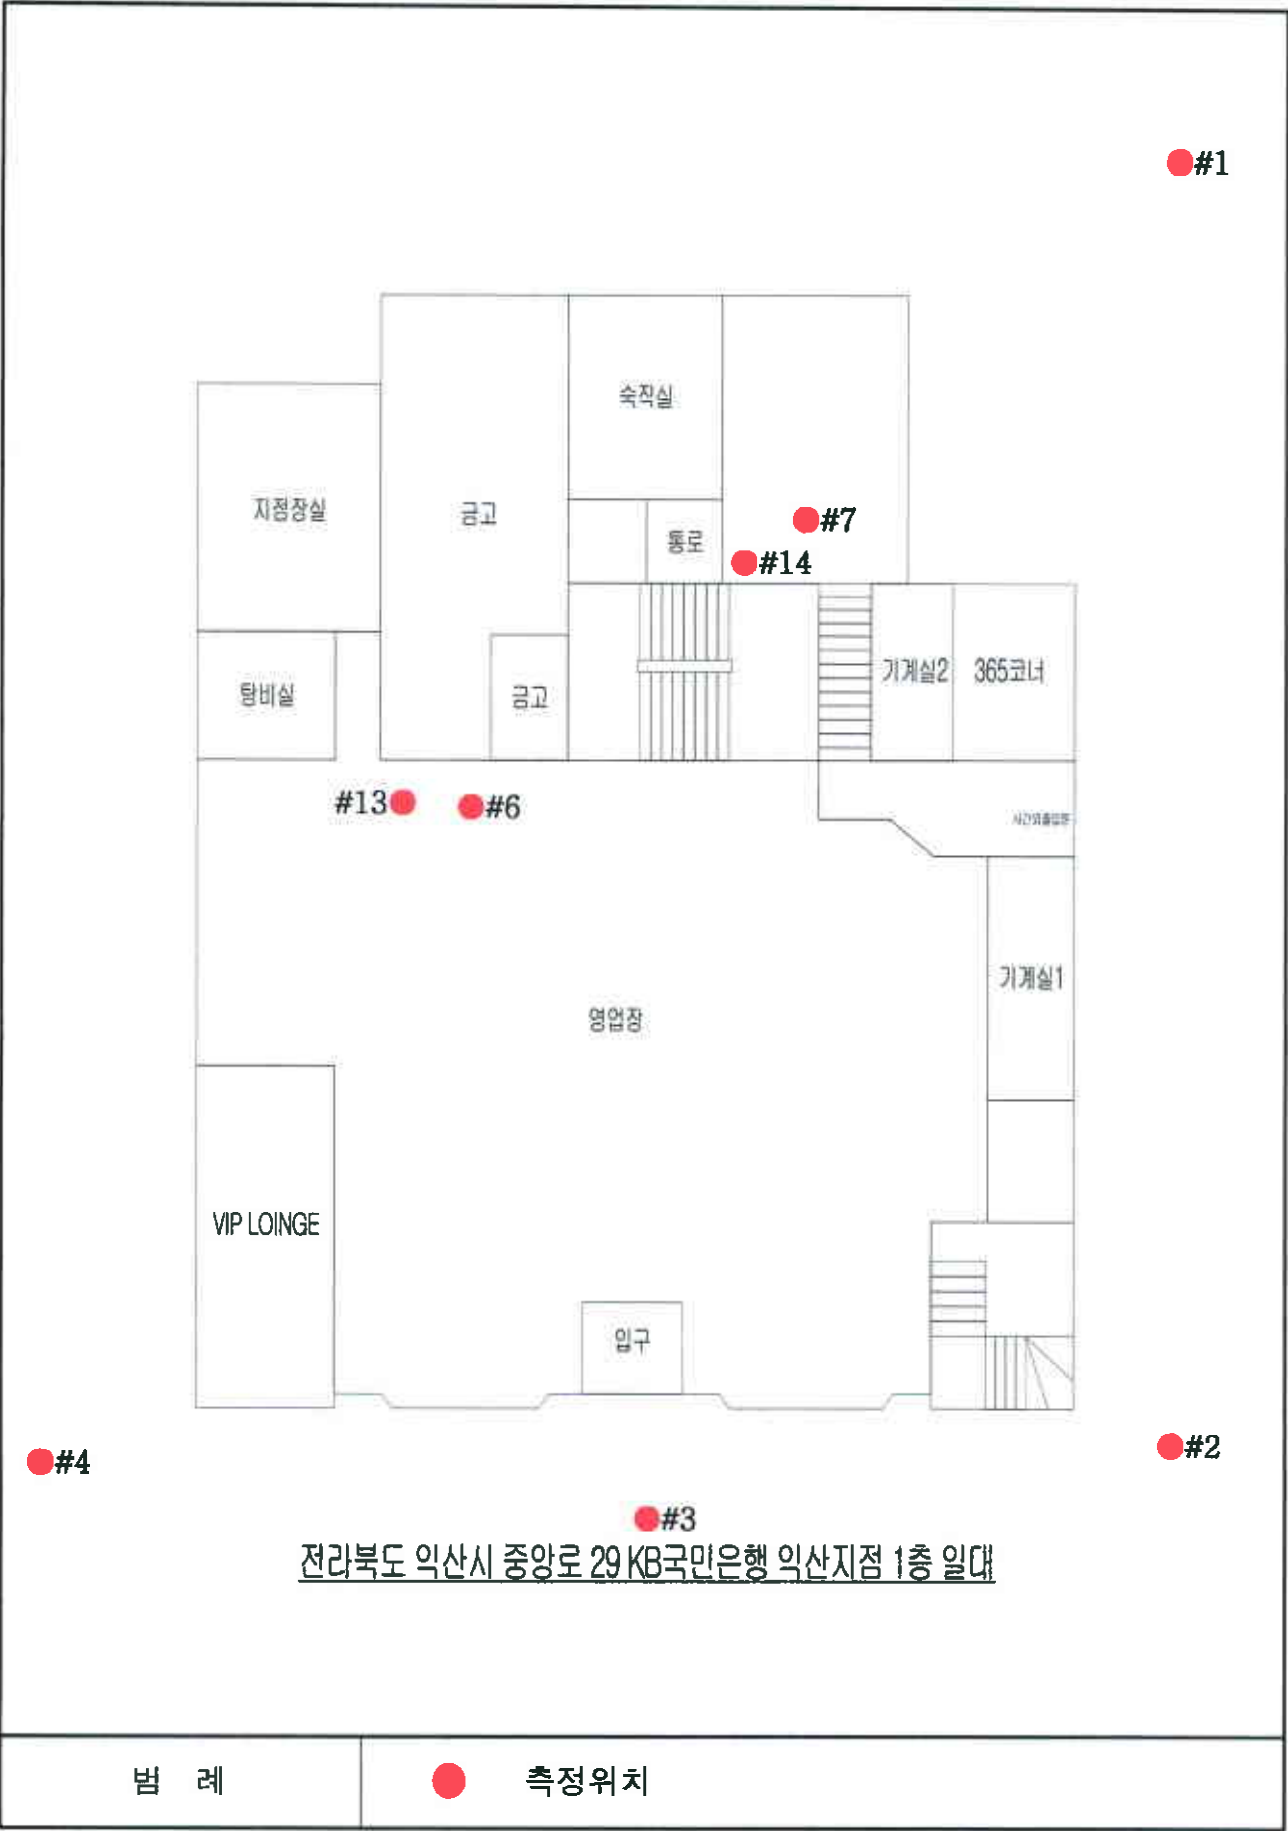 #1
숙직실
지점장실
금고
#7
통로
#14
기계실2
365코너
탕비실
금고
#13
#6
기계실1
영업장
VIP LOINGE
입구
#4
#2
#3
전라북도 익산시 중앙로 29 KB국민은행 익산지점 1층 일대
범 례
측정위치